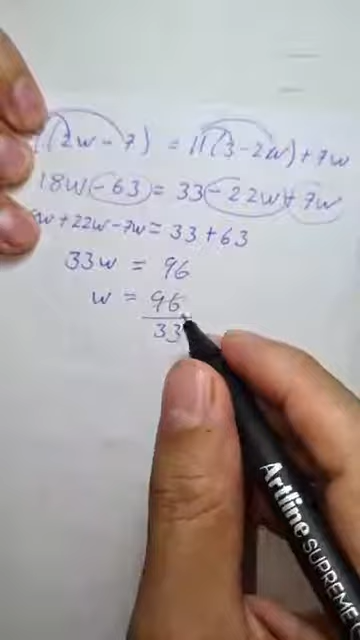 (2w - 7) = 11(3 - 2w) + 7w
18w - 63 = 33 - 22w + 7w
w + 22w - 7w = 33 + 63
33w = 96
w = 96
33
Artline SUPREME